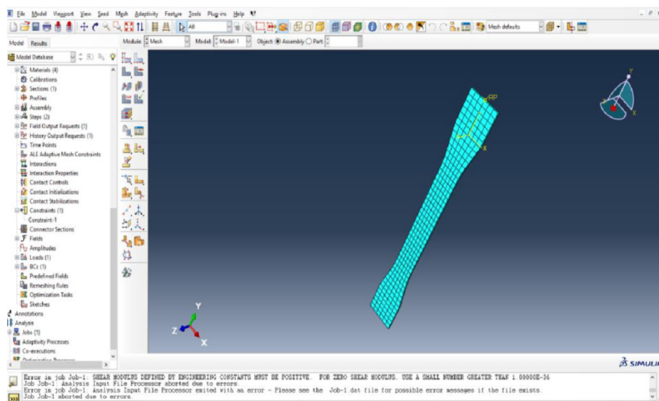 File Model Viewport View Seed Mesh Adaptivity Feature Tools Plug-ins Help
All
Mesh defaults
Model Results
Module: Mesh Model: Model-1 Object: Assembly Part:
Model Database
Materials (4)
Calibrations
Sections (1)
Profiles
Assembly
Steps (2)
Field Output Requests (1)
History Output Requests (1)
Time Points
ALE Adaptive Mesh Constraints
Interactions
Interaction Properties
Contact Controls
Contact Initializations
Contact Stabilizations
Constraints (1)
Constraint-1
Connector Sections
Fields
Amplitudes
Loads (1)
BCs (1)
Predefined Fields
Remeshing Rules
Optimization Tasks
Sketches
Annotations
Analysis
Jobs (1)
Adaptivity Processes
Co-executions
RP
X
Y
X
Y
Z
X
SIMULIA
Error in job Job-1: SHEAR MODULUS DEFINED BY ENGINEERING CONSTANTS MUST BE POSITIVE. FOR ZERO SHEAR MODULUS, USE A SMALL NUMBER GREATER THAN 1.00000E-36
Job Job-1: Analysis Input File Processor aborted due to errors.
Error in job Job-1: Analysis Input File Processor exited with an error - Please see the Job-1.dat file for possible error messages if the file exists.
Job Job-1 aborted due to errors.